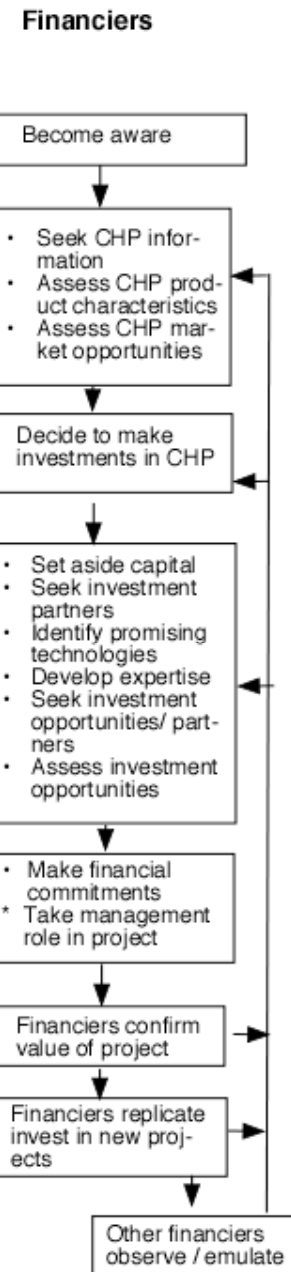 Financiers
Become aware
· Seek CHP infor-
mation
· Assess CHP prod-
uct characteristics
· Assess CHP mar-
ket opportunities
Decide to make
investments in CHP
· Set aside capital
· Seek investment
partners
· Identify promising
technologies
· Develop expertise
· Seek investment
opportunities/ part-
ners
· Assess investment
opportunities
· Make financial
commitments
* Take management
role in project
Financiers confirm
value of project
Financiers replicate
invest in new proj-
ects
Other financiers
observe / emulate